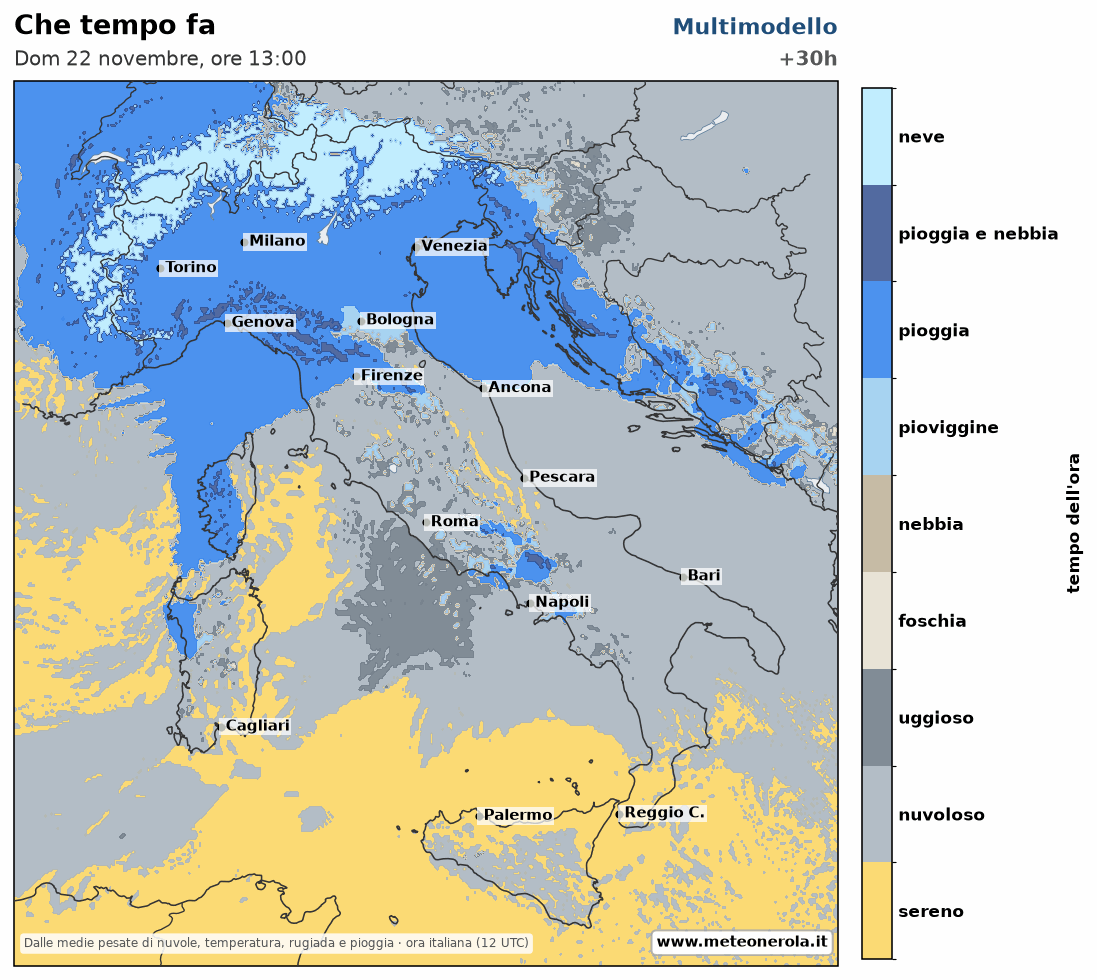 Che tempo fa
Multimodello
Dom 22 novembre, ore 13:00
+30h
neve
pioggia e nebbia
pioggia
pioviggine
nebbia
foschia
uggioso
nuvoloso
sereno
tempo dell'ora
Milano
Venezia
Torino
Genova
Bologna
Firenze
Ancona
Pescara
Roma
Bari
Napoli
Cagliari
Palermo
Reggio C.
Dalle medie pesate di nuvole, temperatura, rugiada e pioggia · ora italiana (12 UTC)
www.meteonerola.it